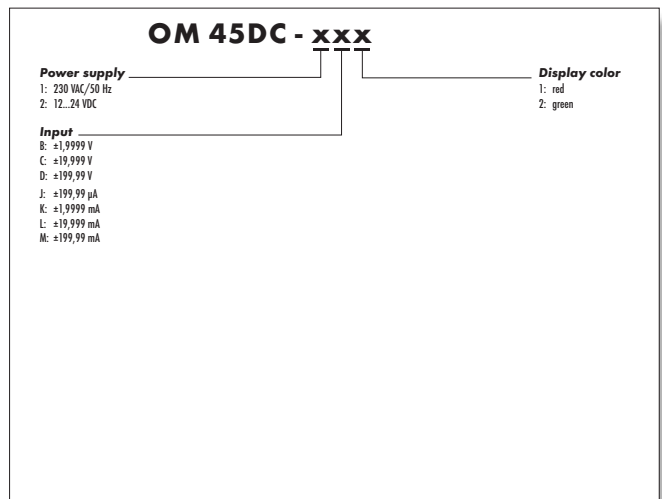 OM 45DC - xxx
Power supply
1: 230 VAC/50 Hz
2: 12...24 VDC
Input
B: ±1,9999 V
C: ±19,999 V
D: ±199,99 V
J: ±199,99 µA
K: ±1,9999 mA
L: ±19,999 mA
M: ±199,99 mA
Display color
1: red
2: green